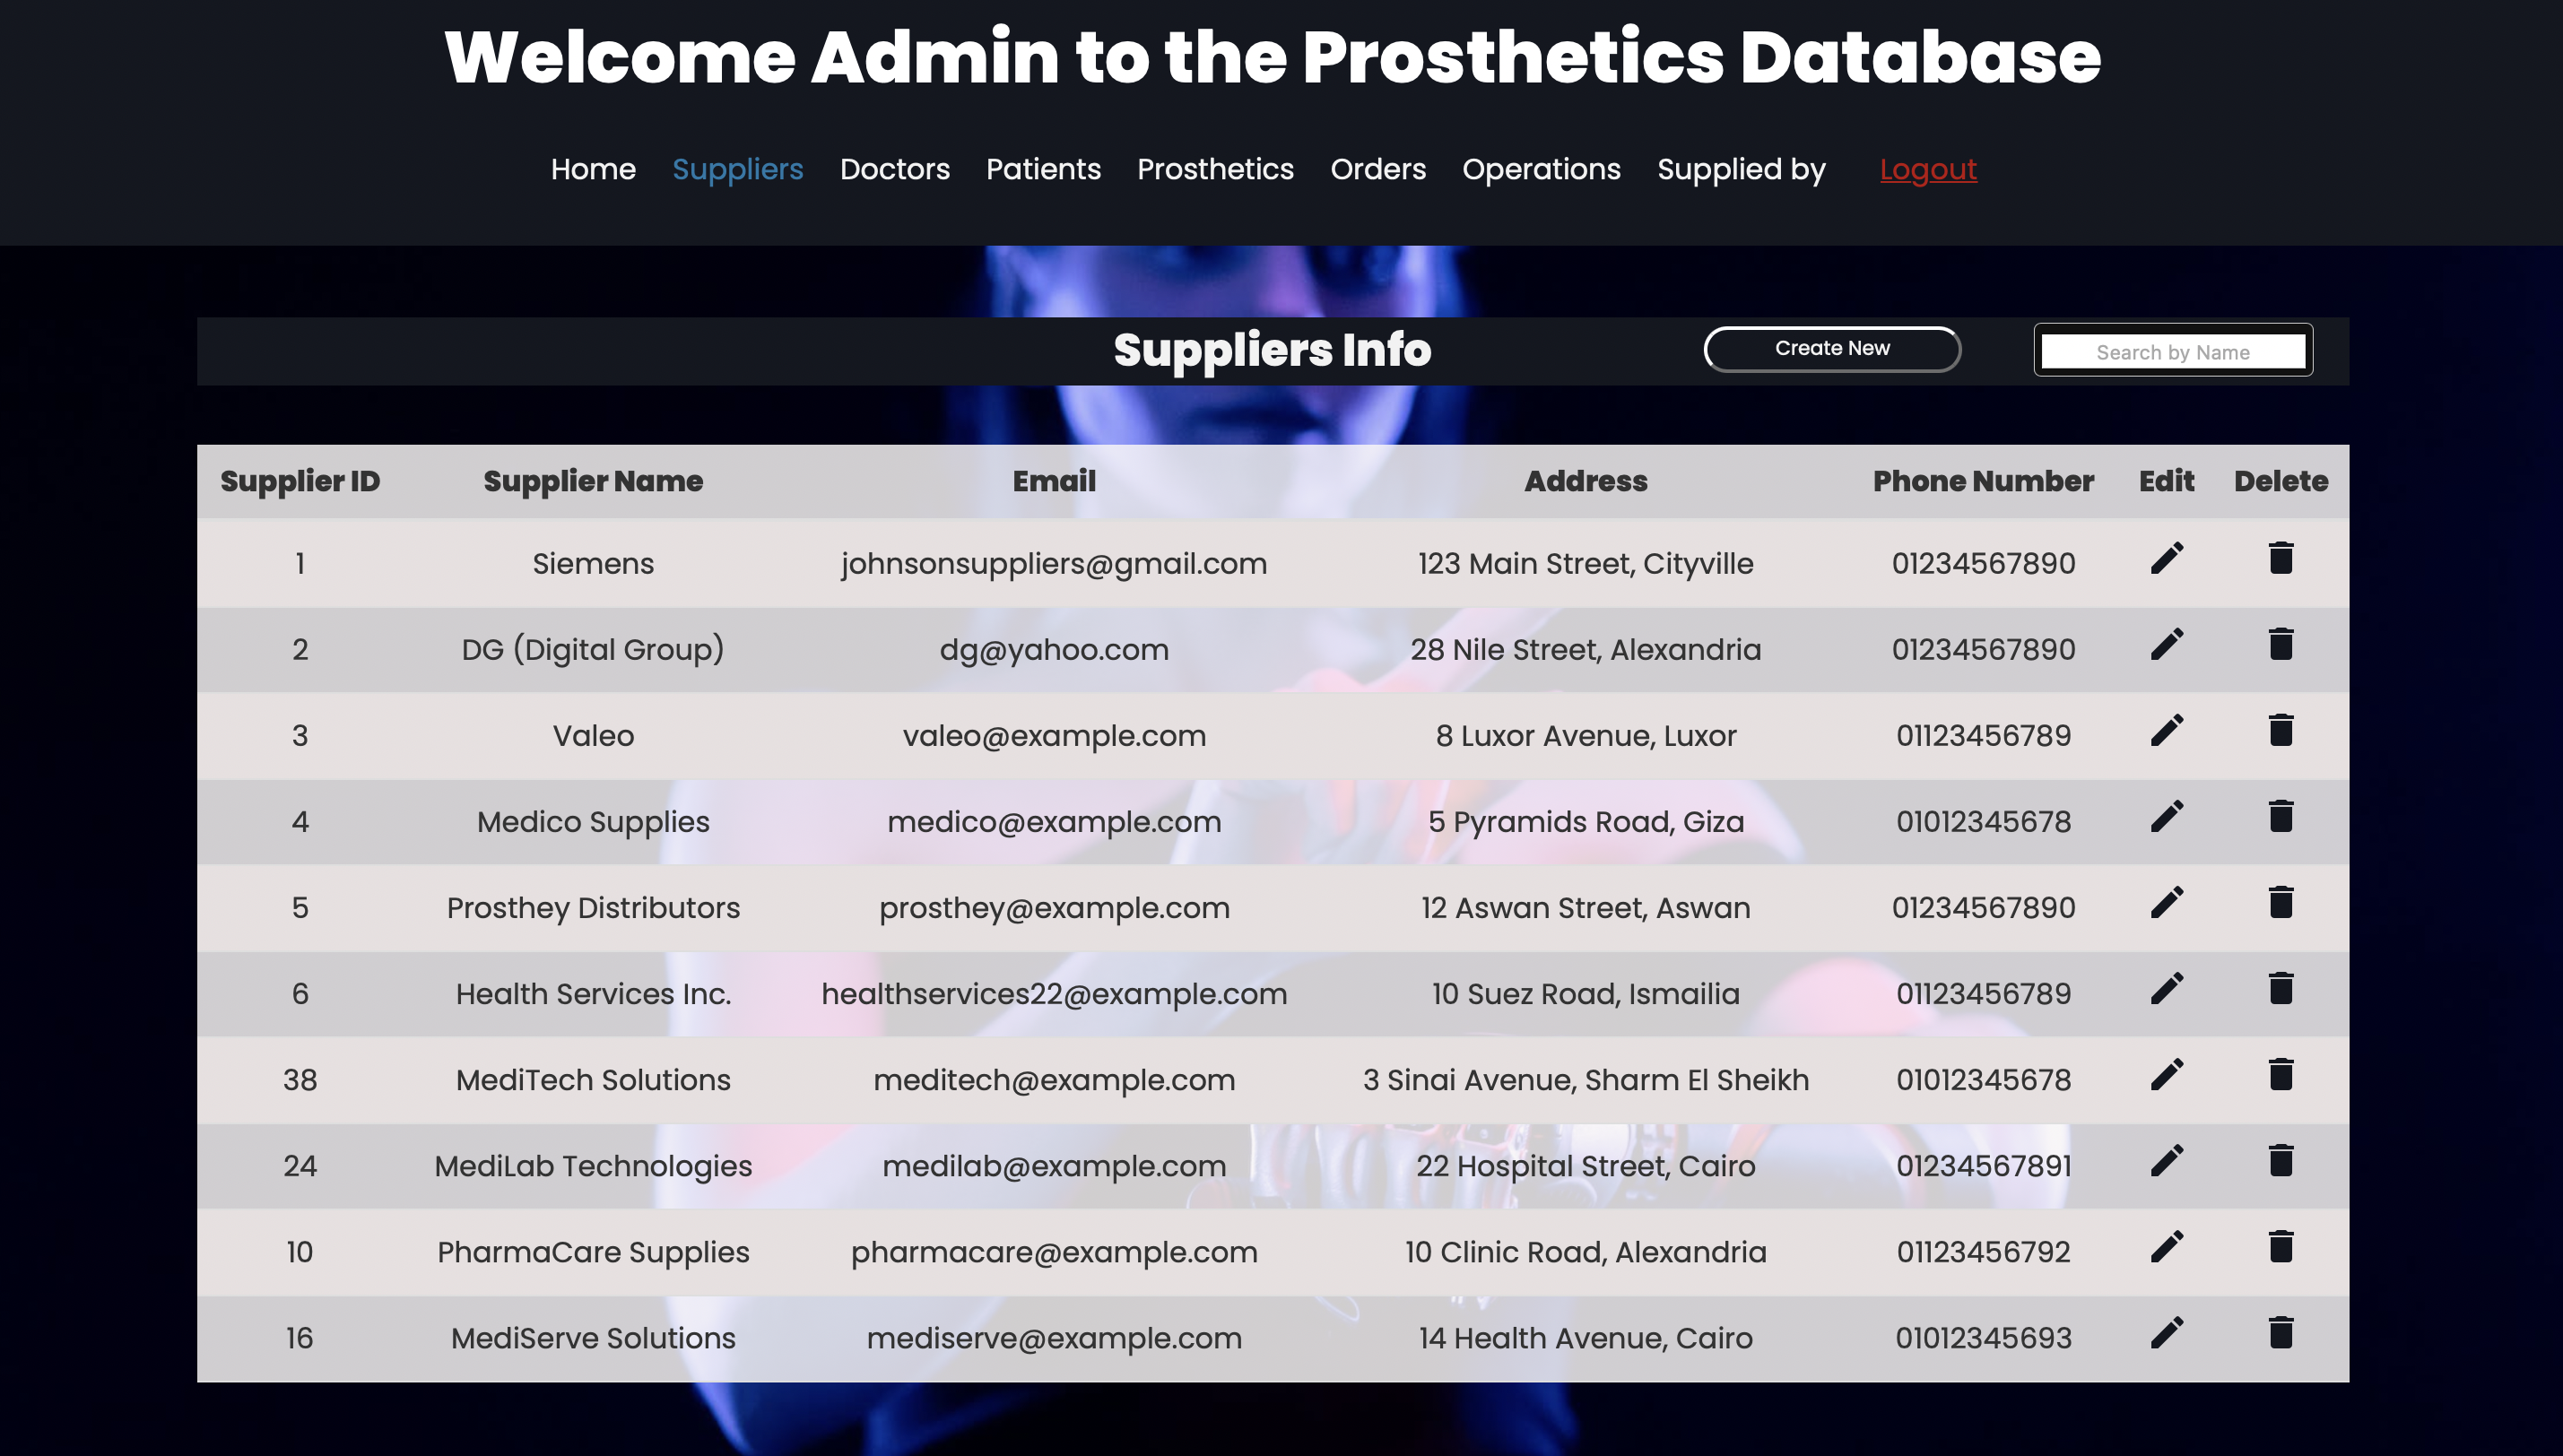 Welcome Admin to the Prosthetics Database
Home Suppliers Doctors Patients Prosthetics Orders Operations Supplied by Logout
Suppliers Info Create New Search by Name
Supplier ID Supplier Name Email Address Phone Number Edit Delete
1 Siemens johnsonsuppliers@gmail.com 123 Main Street, Cityville 01234567890
2 DG (Digital Group) dg@yahoo.com 28 Nile Street, Alexandria 01234567890
3 Valeo valeo@example.com 8 Luxor Avenue, Luxor 01123456789
4 Medico Supplies medico@example.com 5 Pyramids Road, Giza 01012345678
5 Prosthey Distributors prosthey@example.com 12 Aswan Street, Aswan 01234567890
6 Health Services Inc. healthservices22@example.com 10 Suez Road, Ismailia 01123456789
38 MediTech Solutions meditech@example.com 3 Sinai Avenue, Sharm El Sheikh 01012345678
24 MediLab Technologies medilab@example.com 22 Hospital Street, Cairo 01234567891
10 PharmaCare Supplies pharmacare@example.com 10 Clinic Road, Alexandria 01123456792
16 MediServe Solutions mediserve@example.com 14 Health Avenue, Cairo 01012345693